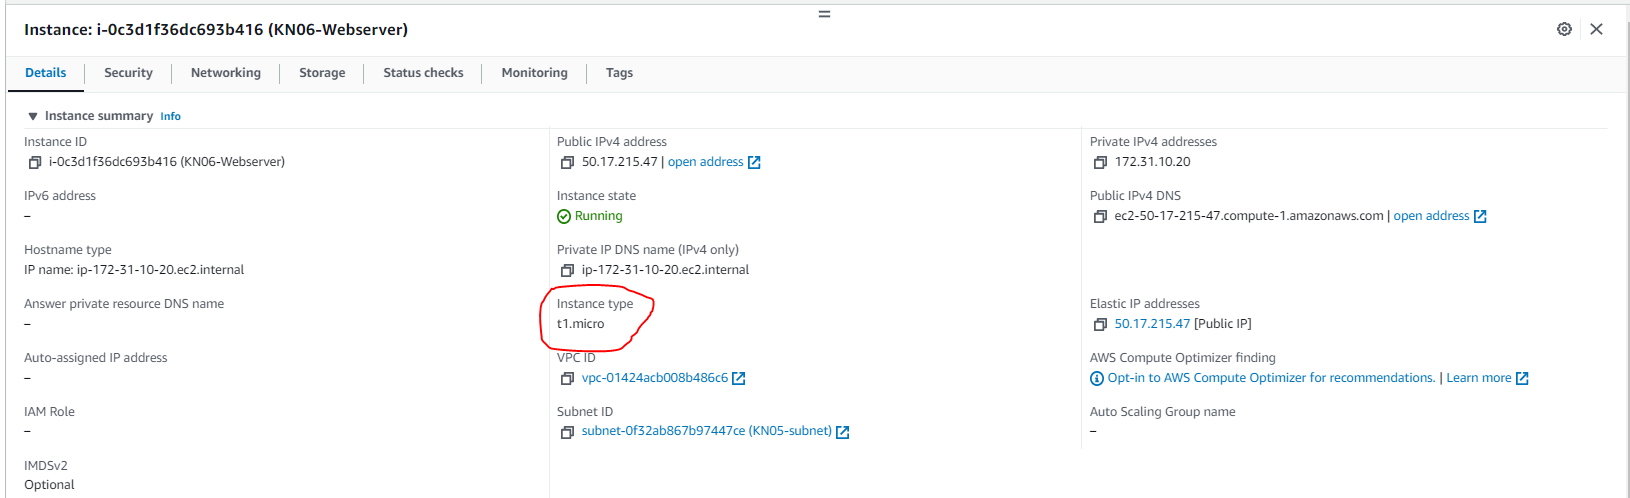 Instance: i-0c3d1f36dc693b416 (KN06-Webserver)
Details Security Networking Storage Status checks Monitoring Tags
Instance summary Info
Instance ID
i-0c3d1f36dc693b416 (KN06-Webserver)
Public IPv4 address
50.17.215.47 | open address
Private IPv4 addresses
172.31.10.20
IPv6 address
–
Instance state
Running
Public IPv4 DNS
ec2-50-17-215-47.compute-1.amazonaws.com | open address
Hostname type
IP name: ip-172-31-10-20.ec2.internal
Private IP DNS name (IPv4 only)
ip-172-31-10-20.ec2.internal
Answer private resource DNS name
–
Instance type
t1.micro
Elastic IP addresses
50.17.215.47 [Public IP]
Auto-assigned IP address
–
VPC ID
vpc-01424acb008b486c6
AWS Compute Optimizer finding
Opt-in to AWS Compute Optimizer for recommendations. | Learn more
IAM Role
–
Subnet ID
subnet-0f32ab867b97447ce (KN05-subnet)
Auto Scaling Group name
–
IMDSv2
Optional